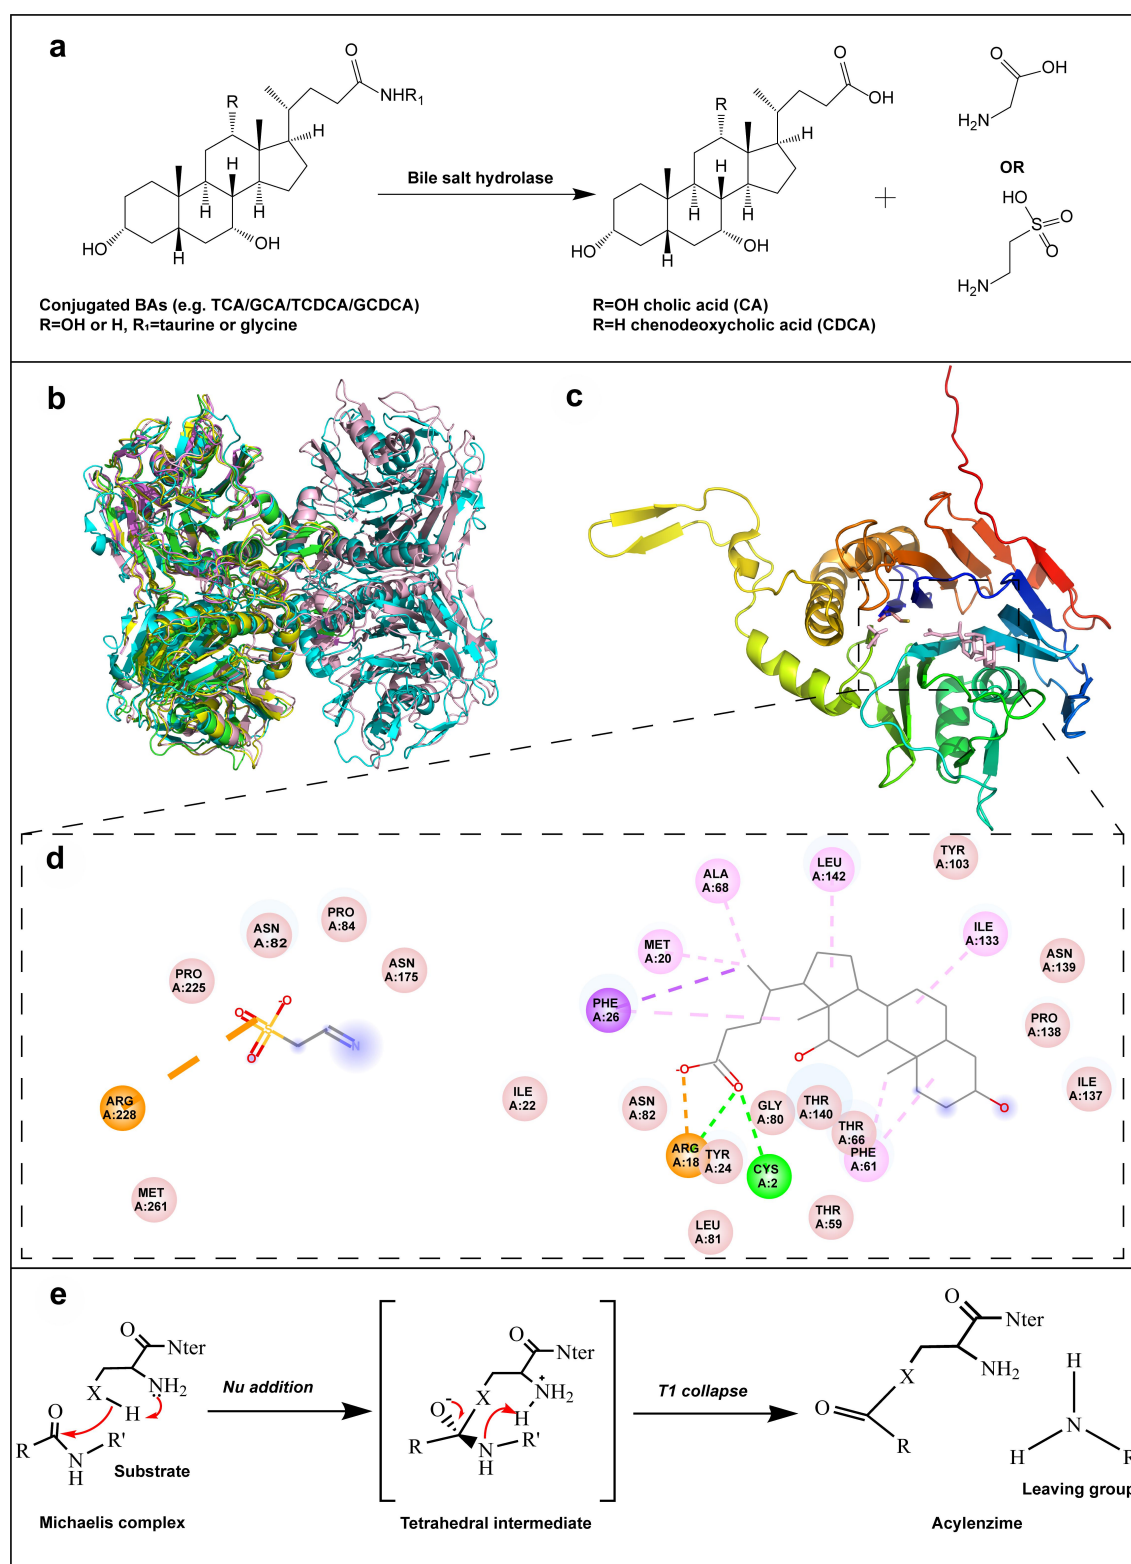 a
O
R
NHR₁
H
H
H
H
HO
OH
H
Bile salt hydrolase
O
R
OH
H
H
H
H
HO
OH
H
+
O
OH
H₂N
OR
HO
O
S
O
H₂N
Conjugated BAs (e.g. TCA/GCA/TCDCA/GCDCA)
R=OH or H, R₁=taurine or glycine
R=OH cholic acid (CA)
R=H chenodeoxycholic acid (CDCA)
b
c
d
ASN
A:82
PRO
A:84
PRO
A:225
ASN
A:175
-O
O
S
O
N
ARG
A:228
MET
A:261
ILE
A:22
ALA
A:68
LEU
A:142
TYR
A:103
MET
A:20
ILE
A:133
ASN
A:139
PHE
A:26
PRO
A:138
ILE
A:137
O
-O
O
O
ASN
A:82
GLY
A:80
THR
A:140
THR
A:66
PHE
A:61
ARG
A:18
TYR
A:24
CYS
A:2
LEU
A:81
THR
A:59
e
O
Nter
X
H
NH₂
O
R
N
H
R'
Substrate
Michaelis complex
Nu addition
O
Nter
X
O-
+
NH₂
H
R
N
H
R'
Tetrahedral intermediate
T1 collapse
O
Nter
X
NH₂
O
R
H
N
H
R
Leaving group
Acylenzime